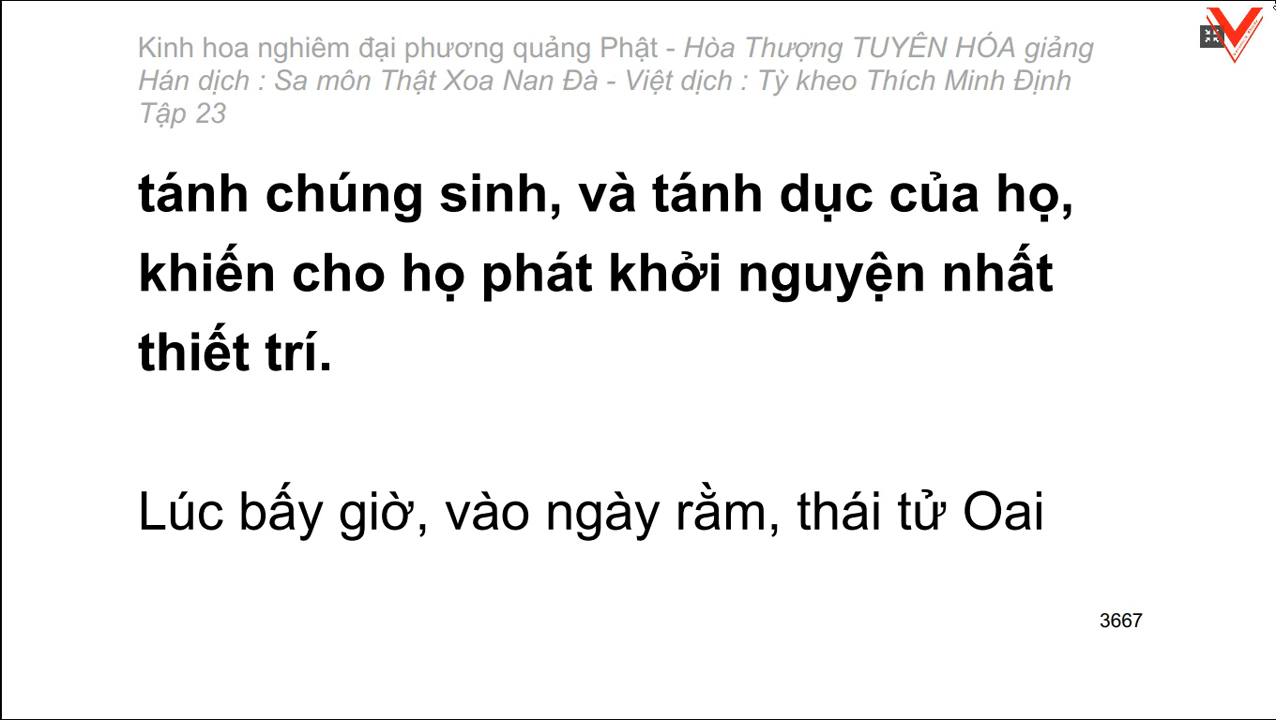 Kinh hoa nghiêm đại phương quảng Phật - Hòa Thượng TUYÊN HÓA giảng
Hán dịch : Sa môn Thật Xoa Nan Đà - Việt dịch : Tỳ kheo Thích Minh Định
Tập 23
tánh chúng sinh, và tánh dục của họ,
khiến cho họ phát khởi nguyện nhất
thiết trí.
Lúc bấy giờ, vào ngày rằm, thái tử Oai
3667